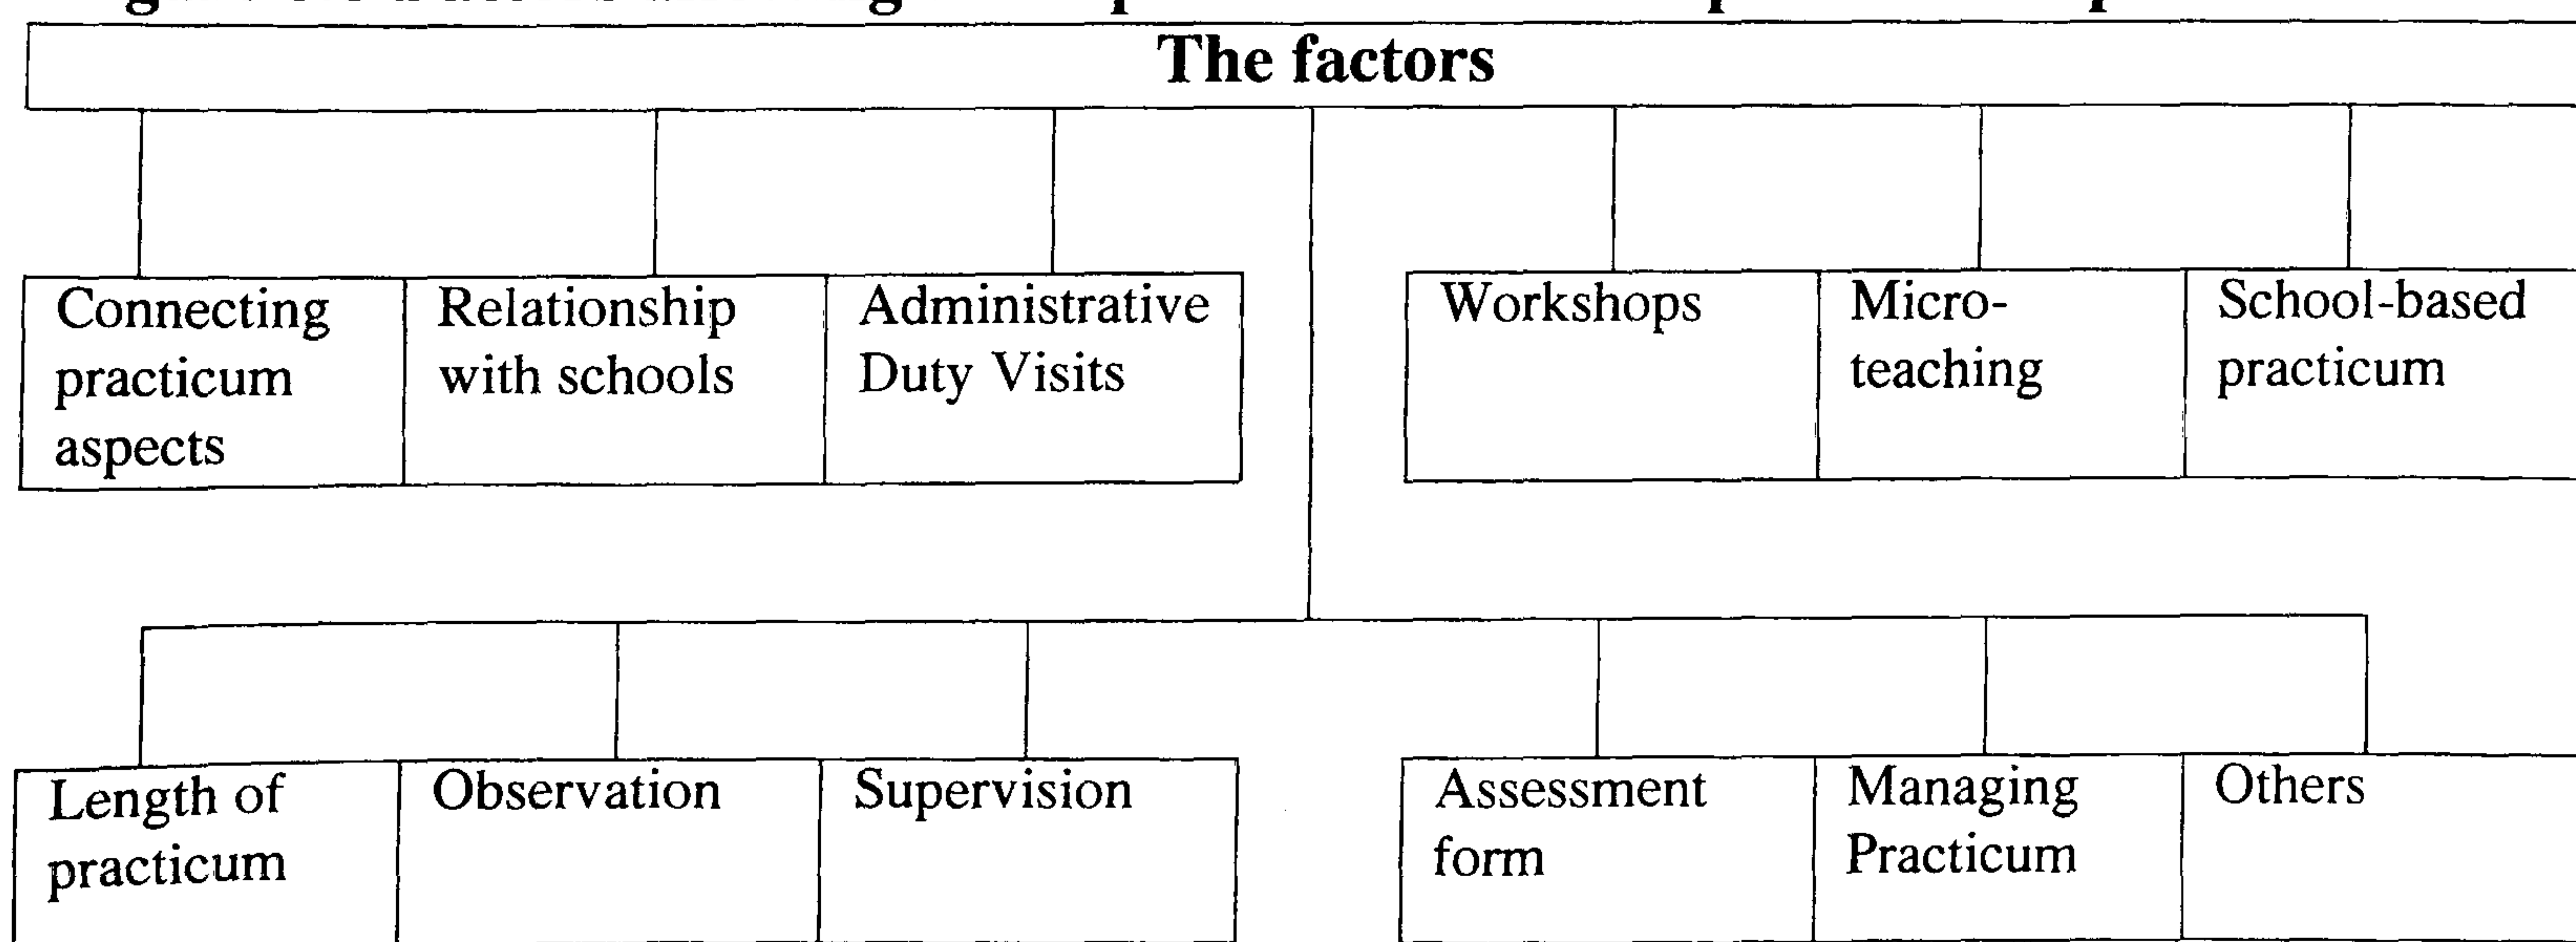 The factors
Connecting
practicum
aspects
Relationship
with schools
Administrative
Duty Visits
Workshops
Micro-
teaching
School-based
practicum
Length of
practicum
Observation
Supervision
Assessment
form
Managing
Practicum
Others